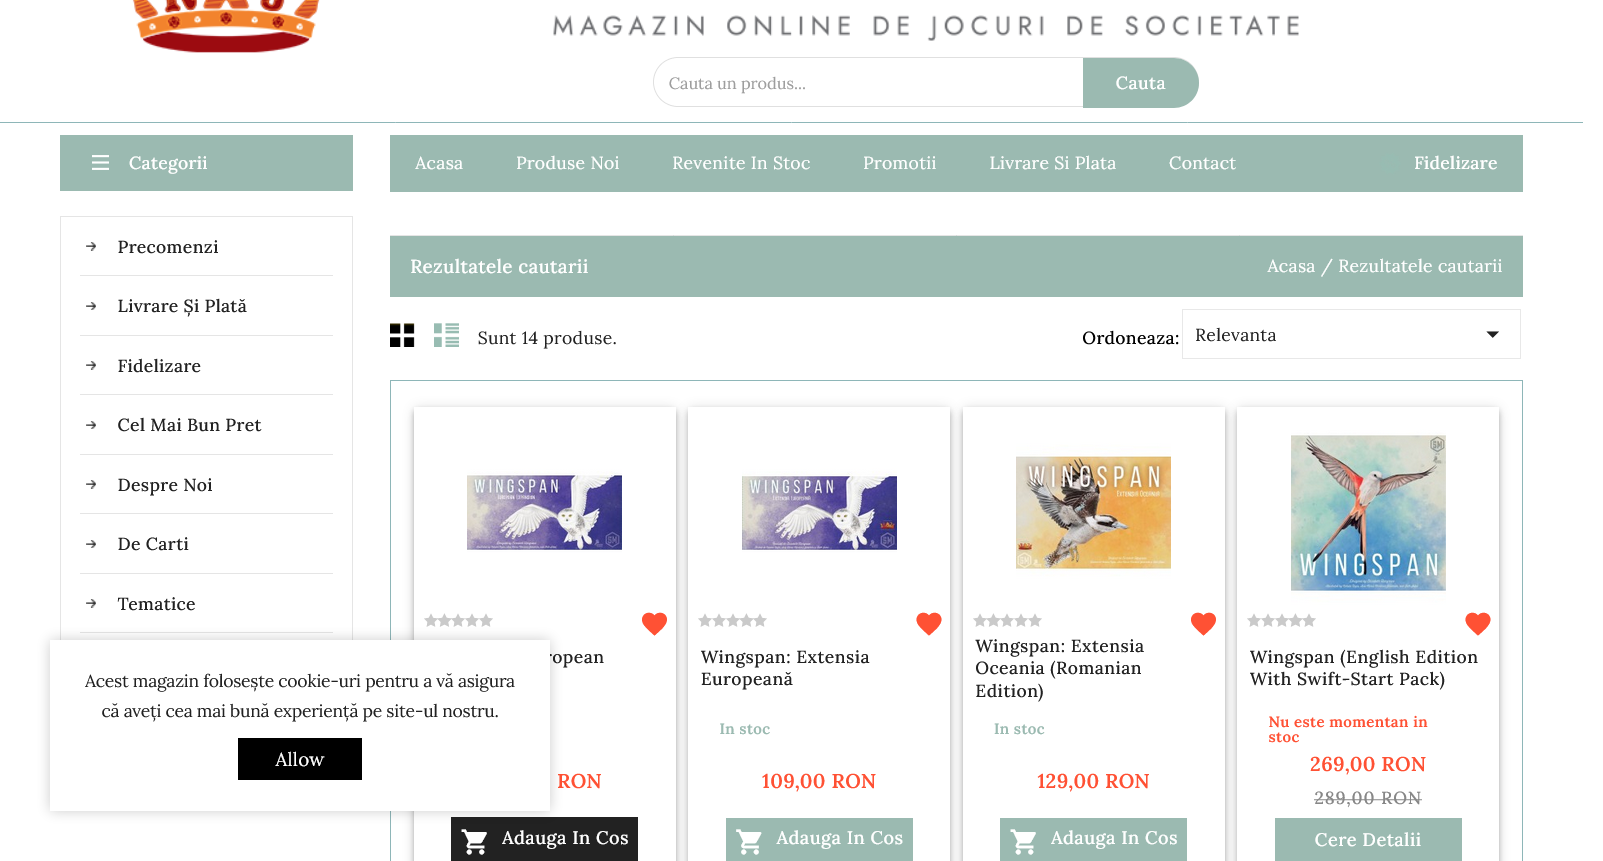 MAGAZIN ONLINE DE JOCURI DE SOCIETATE
Cauta un produs...
Cauta
Categorii
Acasa
Produse Noi
Revenite In Stoc
Promotii
Livrare Si Plata
Contact
Fidelizare
Precomenzi
Livrare Și Plată
Fidelizare
Cel Mai Bun Pret
Despre Noi
De Carti
Tematice
Rezultatele cautarii
Acasa / Rezultatele cautarii
Sunt 14 produse.
Ordoneaza:
Relevanta
WINGSPAN
WINGSPAN
WINGSPAN
EXTENSIA OCEANIA
WINGSPAN
RON
Adauga In Cos
Wingspan: Extensia
Europeană
In stoc
109,00 RON
Adauga In Cos
Wingspan: Extensia
Oceania (Romanian
Edition)
In stoc
129,00 RON
Adauga In Cos
Wingspan (English Edition
With Swift-Start Pack)
Nu este momentan in
stoc
269,00 RON
289,00 RON
Cere Detalii
Acest magazin folosește cookie-uri pentru a vă asigura
că aveți cea mai bună experiență pe site-ul nostru.
Allow